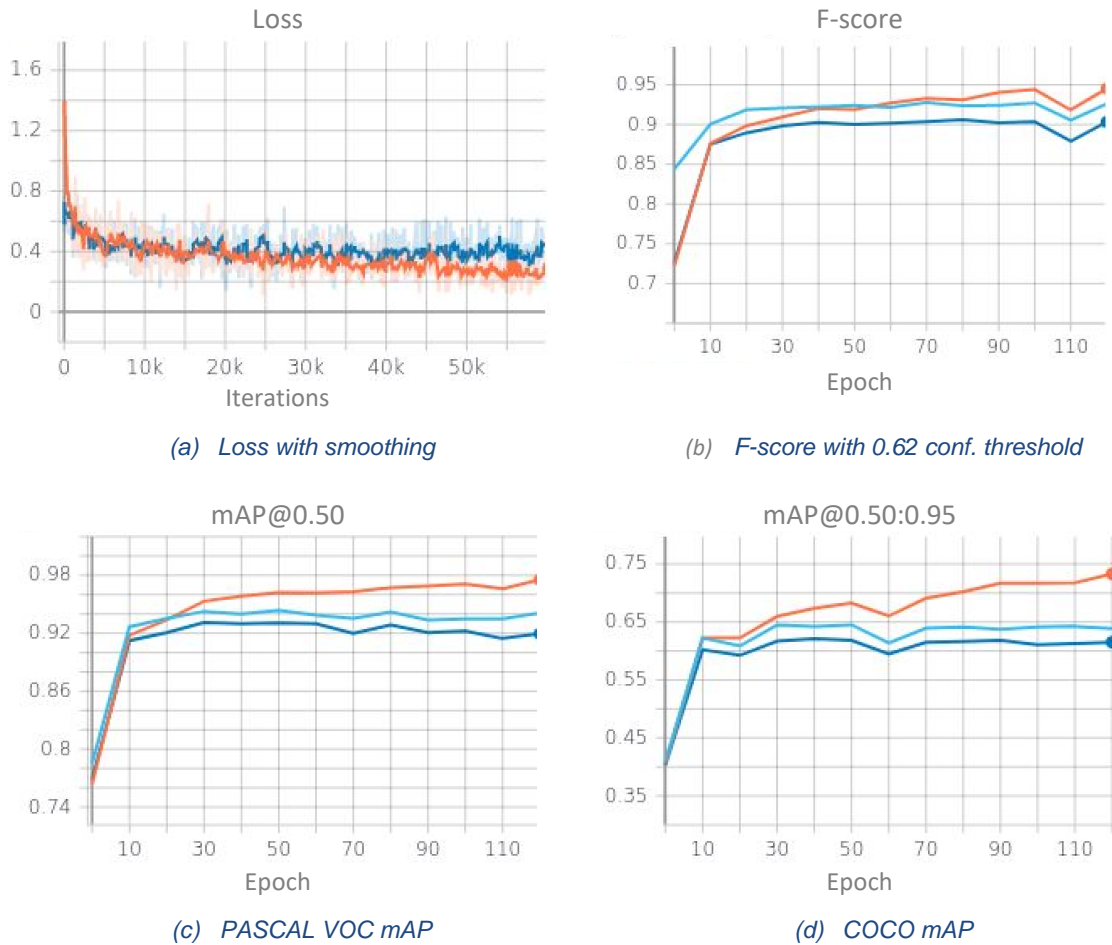 Loss
1.6
1.2
0.8
0.4
0
0 10k 20k 30k 40k 50k
Iterations
(a) Loss with smoothing
F-score
0.95
0.9
0.85
0.8
0.75
0.7
10 30 50 70 90 110
Epoch
(b) F-score with 0.62 conf. threshold
mAP@0.50
0.98
0.92
0.86
0.8
0.74
10 30 50 70 90 110
Epoch
(c) PASCAL VOC mAP
mAP@0.50:0.95
0.75
0.65
0.55
0.45
0.35
10 30 50 70 90 110
Epoch
(d) COCO mAP